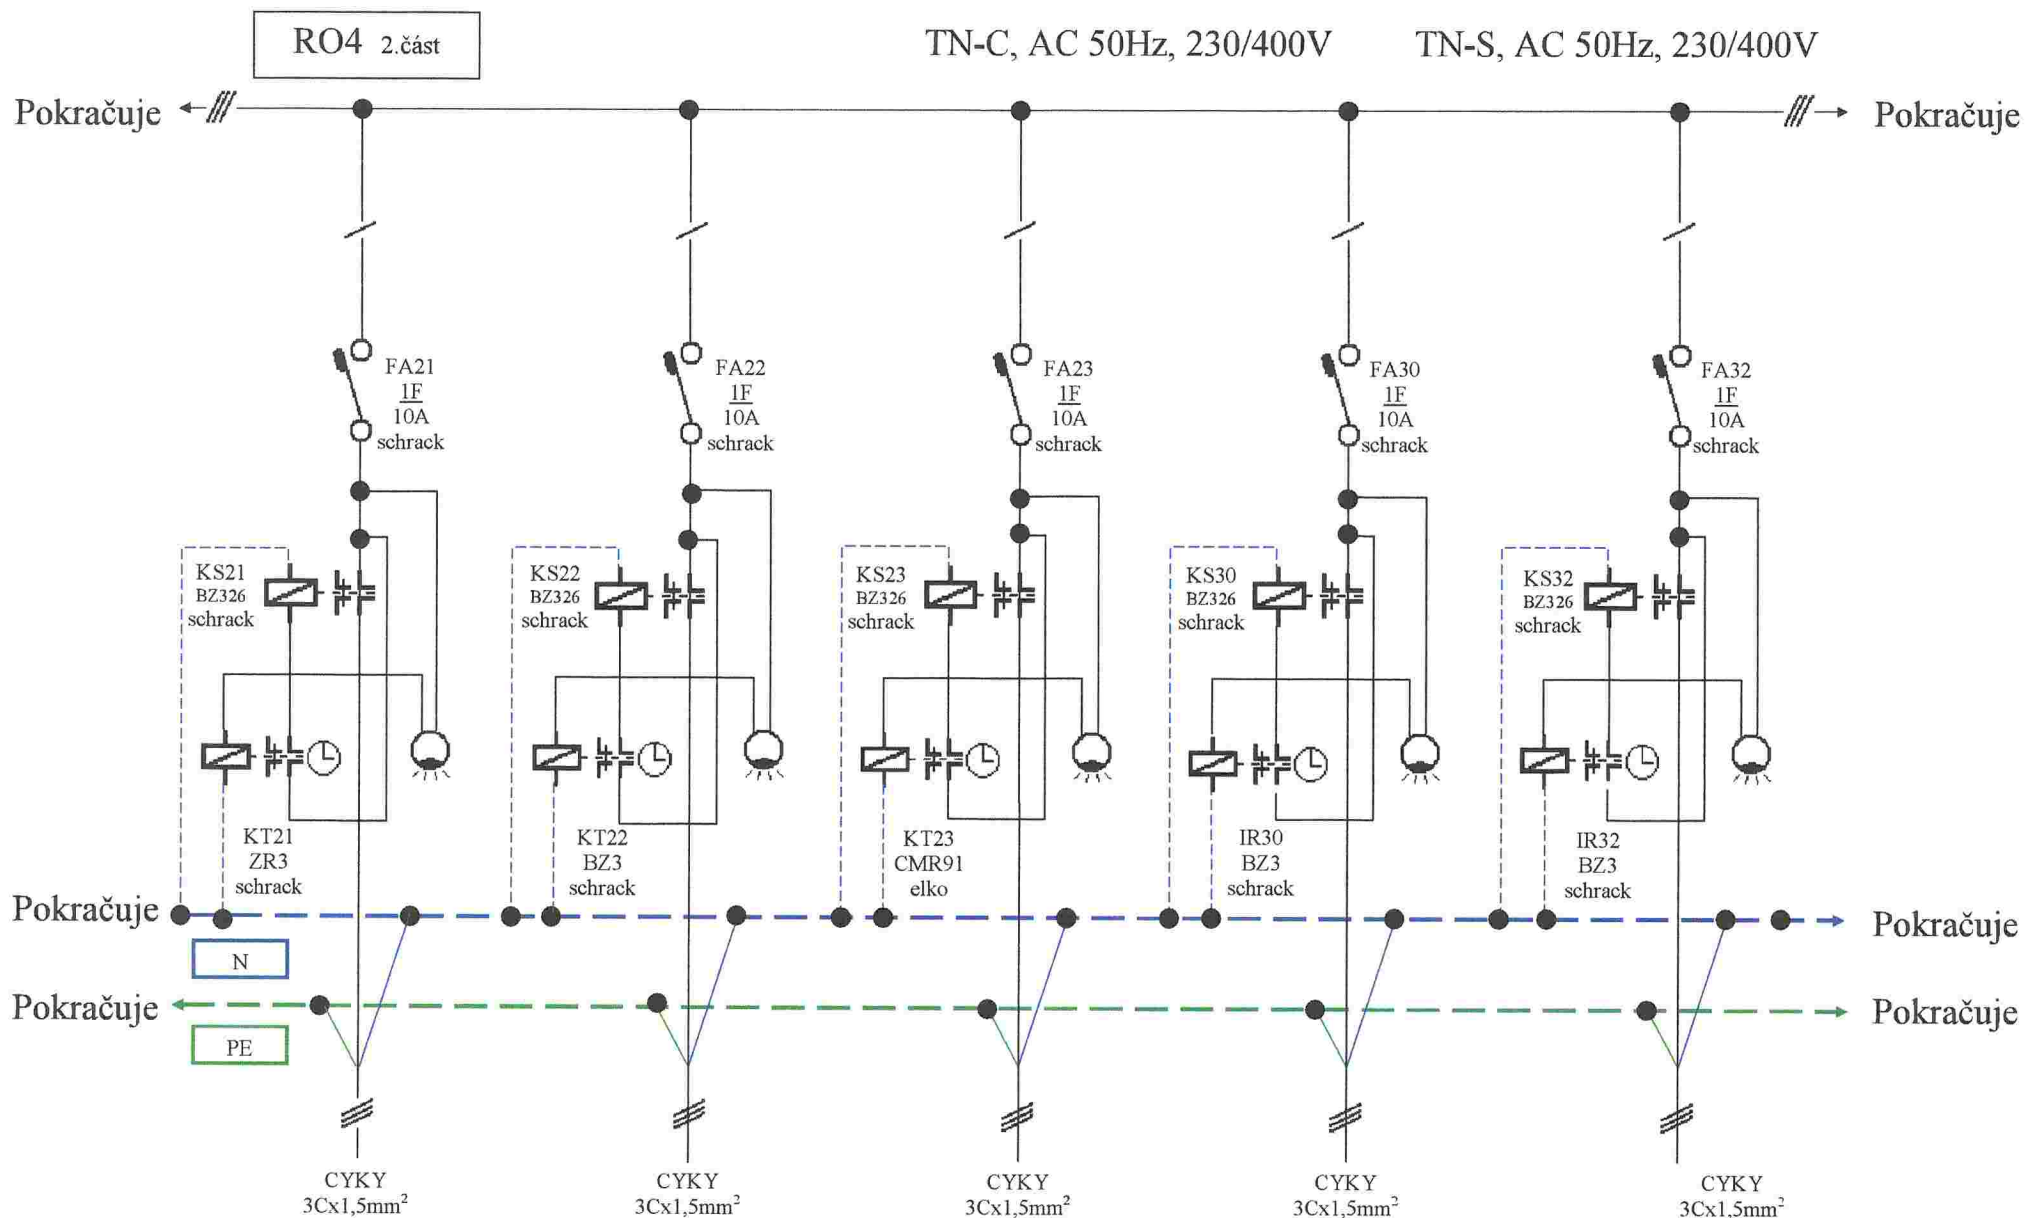 RO4 2.část
TN-C, AC 50Hz, 230/400V
TN-S, AC 50Hz, 230/400V
Pokračuje
Pokračuje
FA21
1F
10A
schrack
FA22
1F
10A
schrack
FA23
1F
10A
schrack
FA30
1F
10A
schrack
FA32
1F
10A
schrack
KS21
BZ326
schrack
KS22
BZ326
schrack
KS23
BZ326
schrack
KS30
BZ326
schrack
KS32
BZ326
schrack
KT21
ZR3
schrack
KT22
BZ3
schrack
KT23
CMR91
elko
IR30
BZ3
schrack
IR32
BZ3
schrack
Pokračuje
Pokračuje
N
Pokračuje
Pokračuje
PE
CYKY
3Cx1,5mm²
CYKY
3Cx1,5mm²
CYKY
3Cx1,5mm²
CYKY
3Cx1,5mm²
CYKY
3Cx1,5mm²